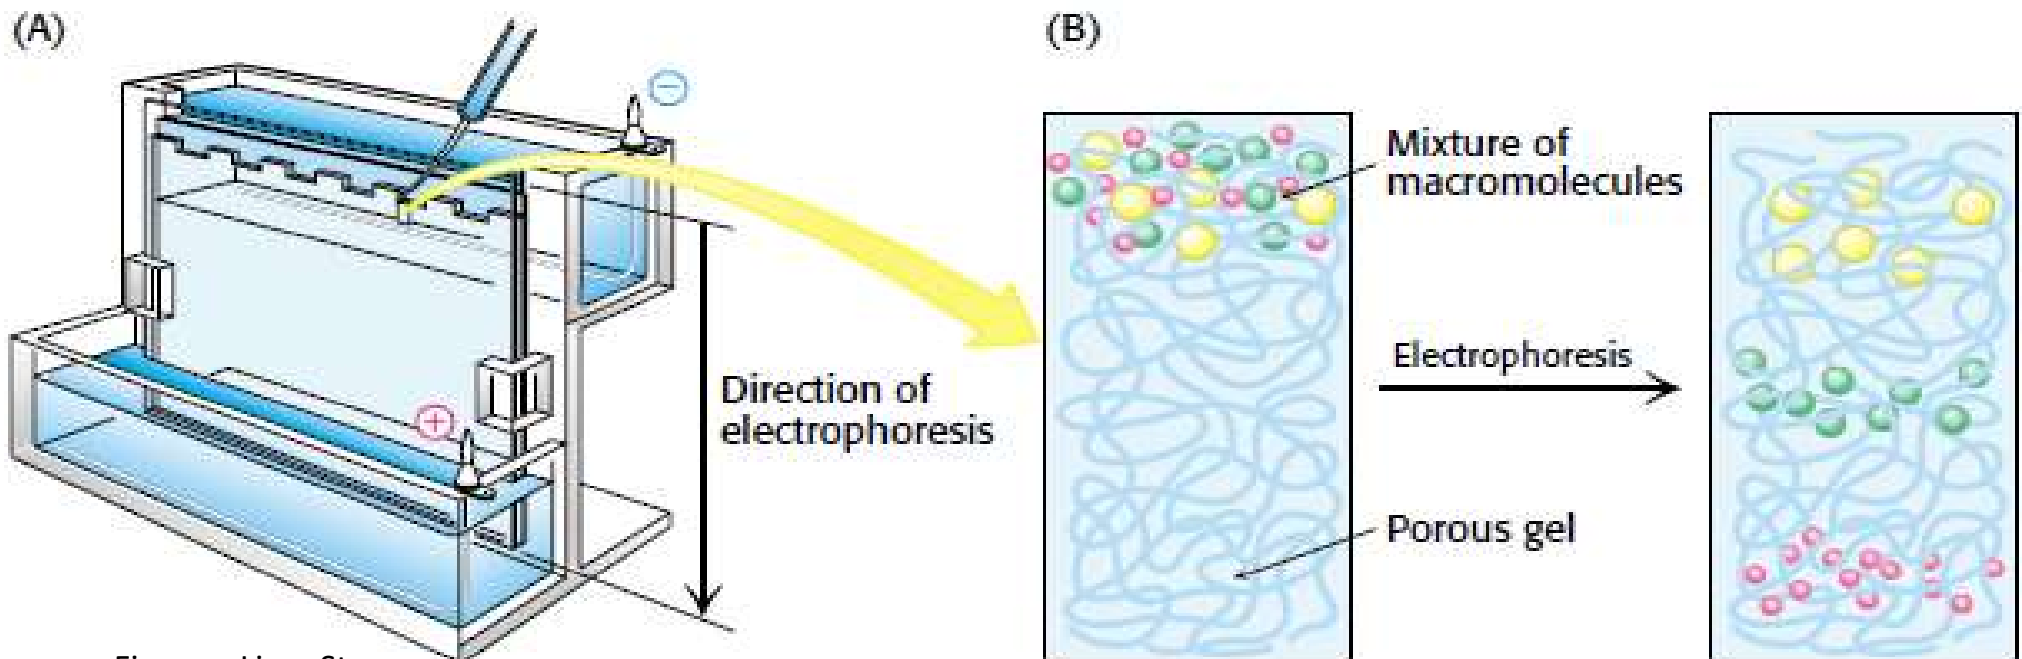 (A)
(B)
−
+
Direction of
electrophoresis
Mixture of
macromolecules
Electrophoresis
Porous gel